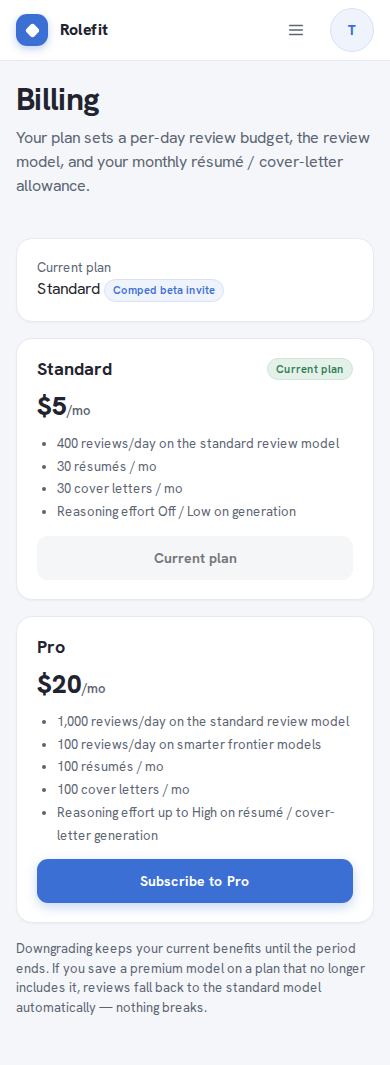 Rolefit
T
Billing
Your plan sets a per-day review budget, the review
model, and your monthly résumé / cover-letter
allowance.
Current plan
Standard Comped beta invite
Standard Current plan
$5/mo
• 400 reviews/day on the standard review model
• 30 résumés / mo
• 30 cover letters / mo
• Reasoning effort Off / Low on generation
Current plan
Pro
$20/mo
• 1,000 reviews/day on the standard review model
• 100 reviews/day on smarter frontier models
• 100 résumés / mo
• 100 cover letters / mo
• Reasoning effort up to High on résumé / cover-
letter generation
Subscribe to Pro
Downgrading keeps your current benefits until the period
ends. If you save a premium model on a plan that no longer
includes it, reviews fall back to the standard model
automatically — nothing breaks.